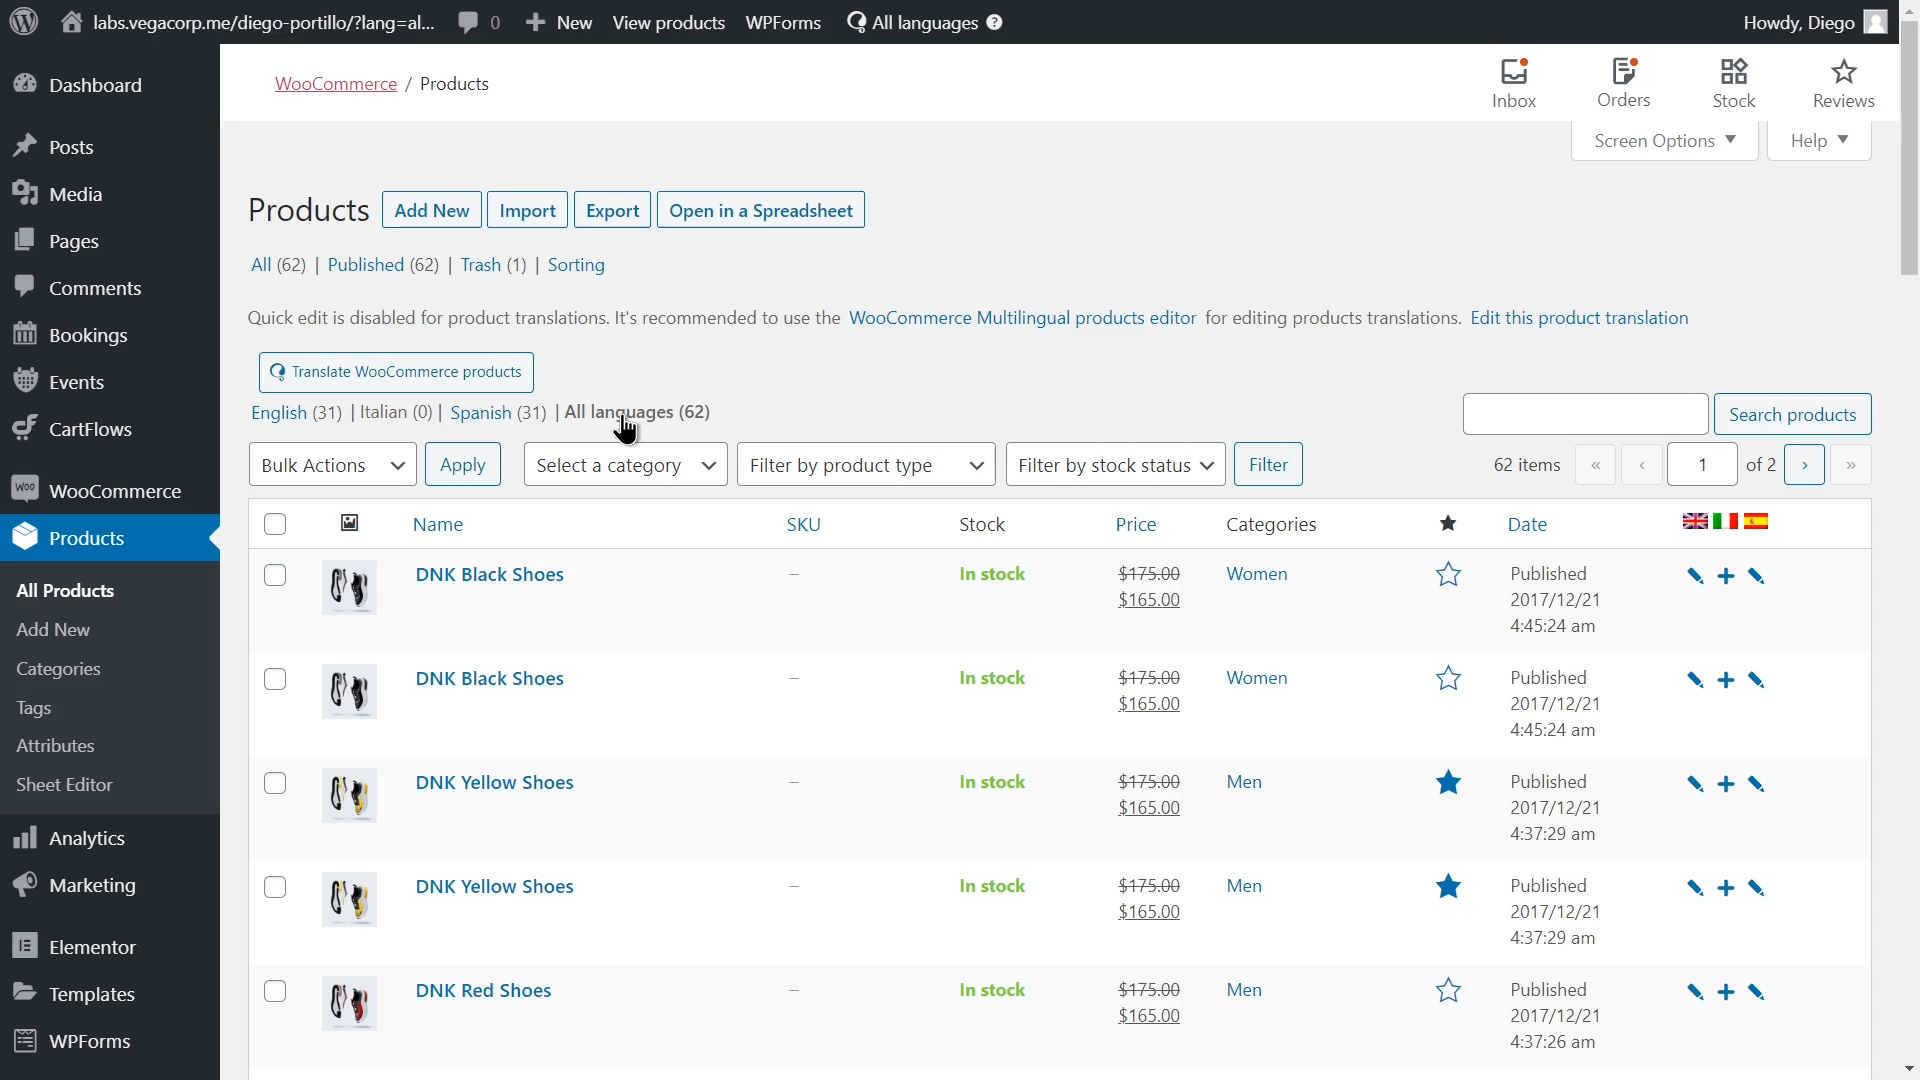 labs.vegacorp.me/diego-portillo/?lang=al... 0 New View products WPForms All languages ? Howdy, Diego
Dashboard
Posts
Media
Pages
Comments
Bookings
Events
CartFlows
Woo WooCommerce
Products
All Products
Add New
Categories
Tags
Attributes
Sheet Editor
Analytics
Marketing
Elementor
Templates
WPForms
WooCommerce / Products
Inbox Orders Stock Reviews
Screen Options Help
Products Add New Import Export Open in a Spreadsheet
All (62) | Published (62) | Trash (1) | Sorting
Quick edit is disabled for product translations. It's recommended to use the WooCommerce Multilingual products editor for editing products translations. Edit this product translation
Translate WooCommerce products
English (31) | Italian (0) | Spanish (31) | All languages (62)
Search products
Bulk Actions Apply Select a category Filter by product type Filter by stock status Filter 62 items « ‹ 1 of 2 › »
Name SKU Stock Price Categories Date
DNK Black Shoes – In stock $175.00 Women Published
$165.00 2017/12/21
4:45:24 am
DNK Black Shoes – In stock $175.00 Women Published
$165.00 2017/12/21
4:45:24 am
DNK Yellow Shoes – In stock $175.00 Men Published
$165.00 2017/12/21
4:37:29 am
DNK Yellow Shoes – In stock $175.00 Men Published
$165.00 2017/12/21
4:37:29 am
DNK Red Shoes – In stock $175.00 Men Published
$165.00 2017/12/21
4:37:26 am